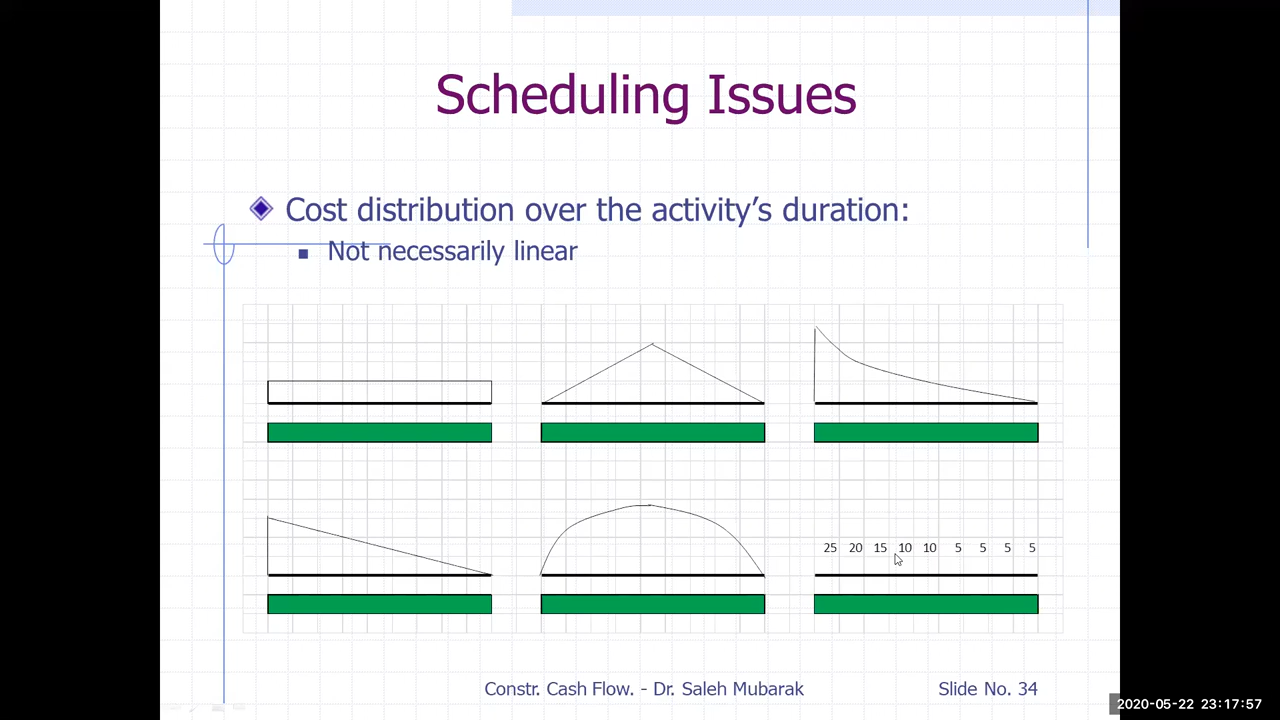 Scheduling Issues
Cost distribution over the activity’s duration:
Not necessarily linear
25 20 15 10 10 5 5 5 5
Constr. Cash Flow. - Dr. Saleh Mubarak
Slide No. 34
2020-05-22 23:17:57